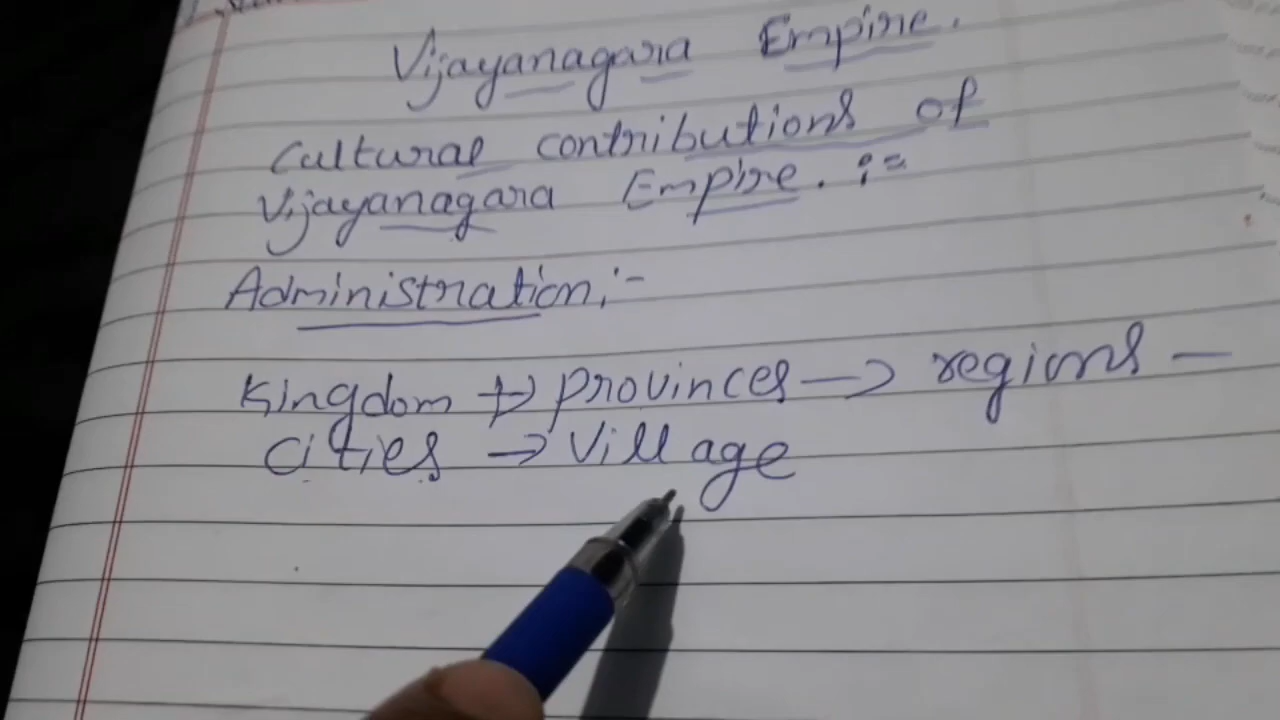 Vijayanagara Empire.
Cultural contributions of
Vijayanagara Empire. :-
Administration:-
Kingdom → provinces → regions —
cities → village